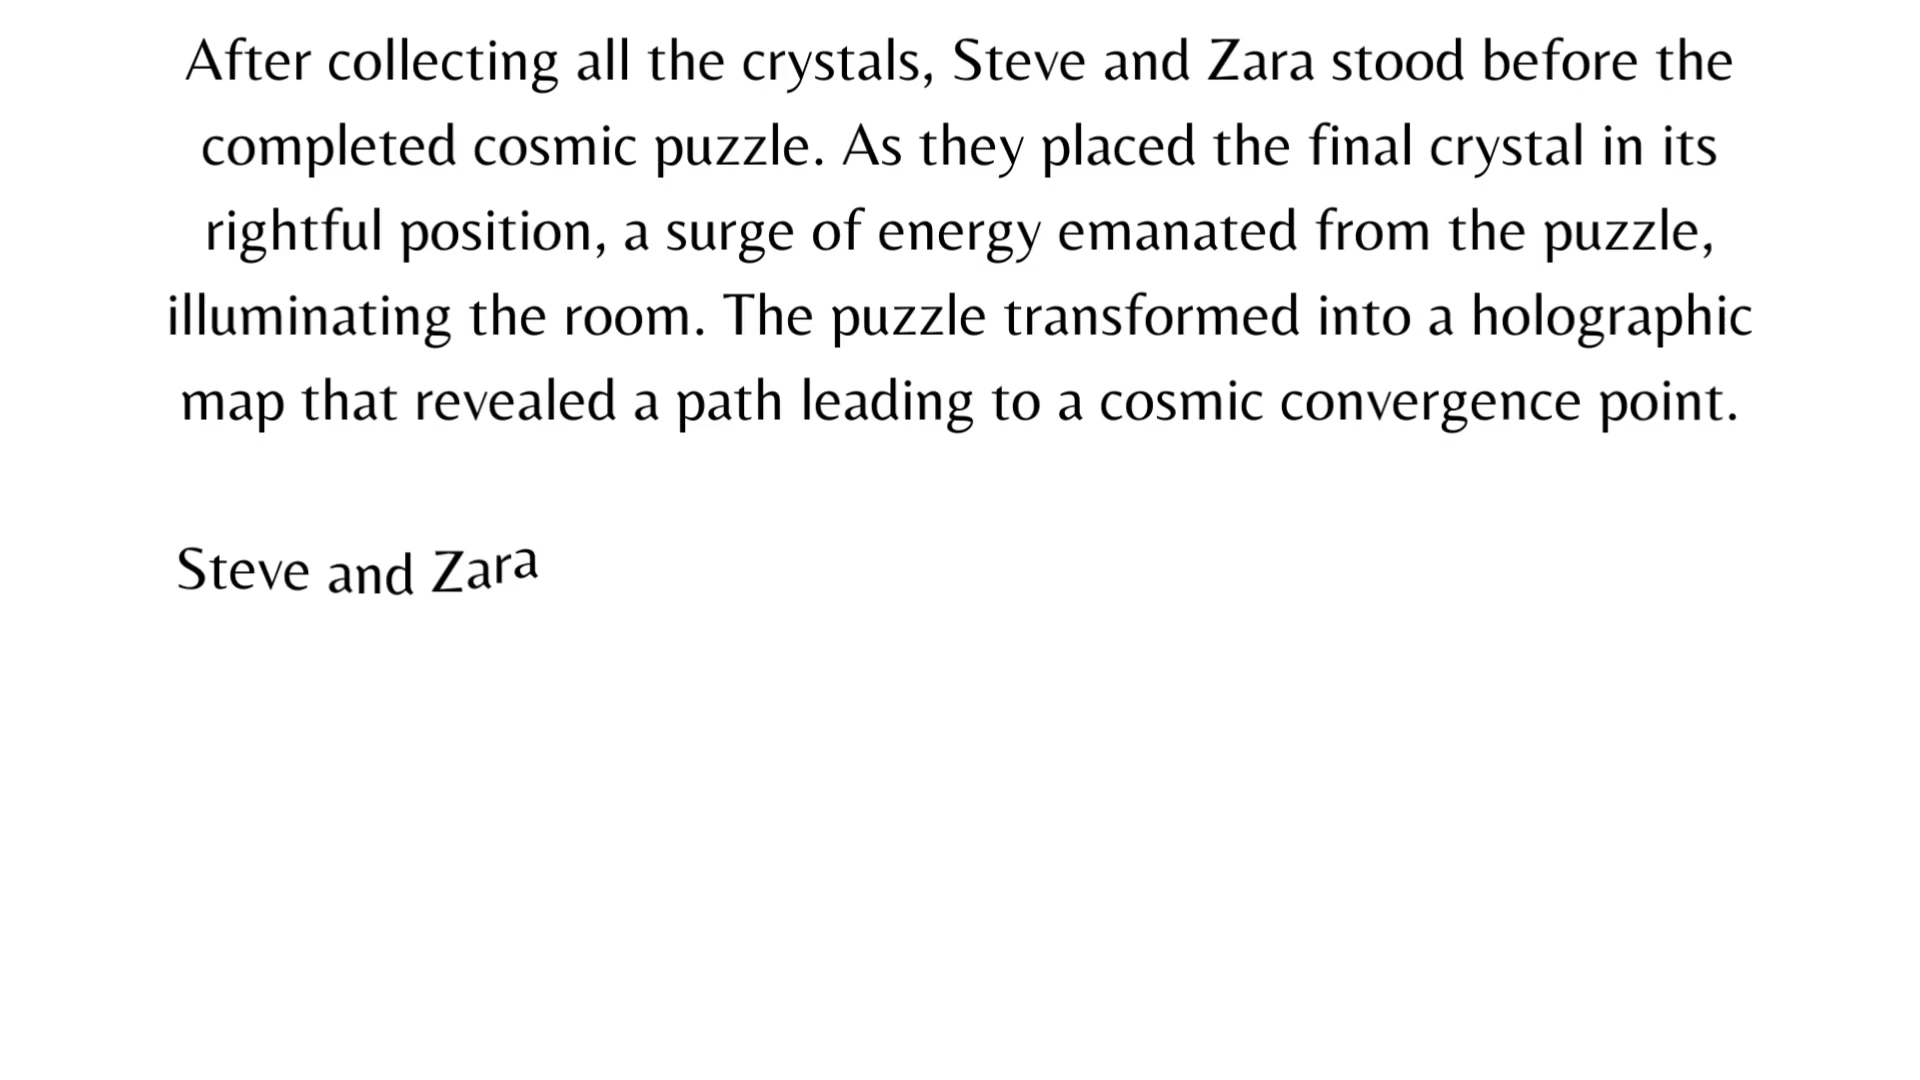 After collecting all the crystals, Steve and Zara stood before the
completed cosmic puzzle. As they placed the final crystal in its
rightful position, a surge of energy emanated from the puzzle,
illuminating the room. The puzzle transformed into a holographic
map that revealed a path leading to a cosmic convergence point.
Steve and Zara